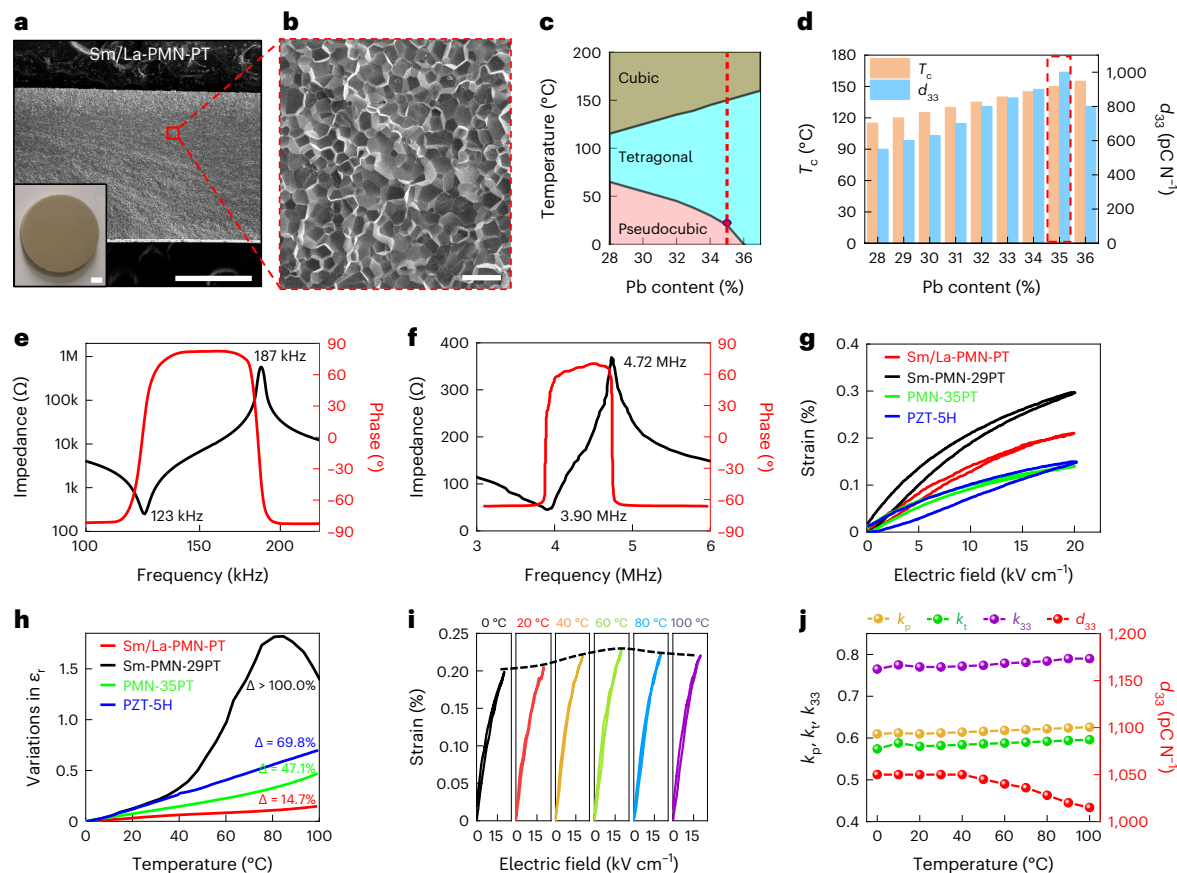 a
Sm/La-PMN-PT
b
c
200
150
100
50
0
Temperature (°C)
Cubic
Tetragonal
Pseudocubic
28 30 32 34 36
Pb content (%)
d
180
150
120
90
60
30
0
T_c (°C)
T_c
d_33
1,000
800
600
400
200
0
d_33 (pC N⁻¹)
28 29 30 31 32 33 34 35 36
Pb content (%)
e
1M
100k
10k
1k
100
Impedance (Ω)
187 kHz
123 kHz
90
60
30
0
–30
–60
–90
Phase (°)
100 150 200
Frequency (kHz)
f
400
300
200
100
0
Impedance (Ω)
4.72 MHz
3.90 MHz
90
60
30
0
–30
–60
–90
Phase (°)
3 4 5 6
Frequency (MHz)
g
0.4
0.3
0.2
0.1
0
Strain (%)
Sm/La-PMN-PT
Sm-PMN-29PT
PMN-35PT
PZT-5H
0 5 10 15 20
Electric field (kV cm⁻¹)
h
1.5
1.0
0.5
0
Variations in ε_r
Sm/La-PMN-PT
Sm-PMN-29PT
PMN-35PT
PZT-5H
Δ > 100.0%
Δ = 69.8%
Δ = 47.1%
Δ = 14.7%
0 20 40 60 80 100
Temperature (°C)
i
0 °C 20 °C 40 °C 60 °C 80 °C 100 °C
0.25
0.20
0.15
0.10
0.05
0
Strain (%)
0 15 0 15 0 15 0 15 0 15 0 15
Electric field (kV cm⁻¹)
j
k_p k_t k_33 d_33
0.8
0.7
0.6
0.5
0.4
k_p, k_t, k_33
1,200
1,150
1,100
1,050
1,000
d_33 (pC N⁻¹)
0 20 40 60 80 100
Temperature (°C)